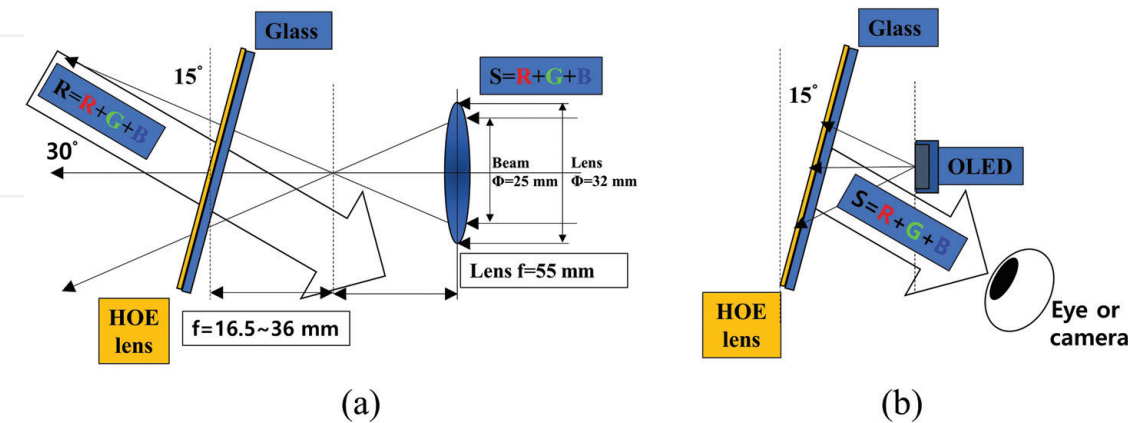 Glass
15°
R=R+G+B
30°
S=R+G+B
Beam
Φ=25 mm
Lens
Φ=32 mm
Lens f=55 mm
HOE
lens
f=16.5~36 mm
(a)
Glass
15°
OLED
S=R+G+B
HOE
lens
Eye or
camera
(b)